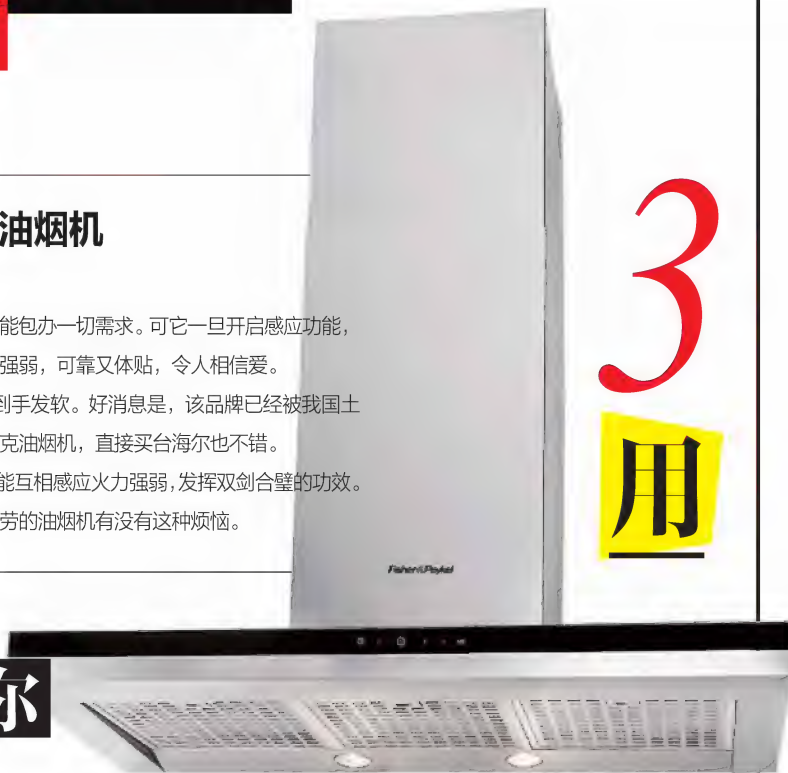 油烟机
能包办一切需求。可它一旦开启感应功能，
强弱，可靠又体贴，令人相信爱。
到手发软。好消息是，该品牌已经被我国土
克油烟机，直接买台海尔也不错。
能互相感应火力强弱，发挥双剑合璧的功效。
劳的油烟机有没有这种烦恼。
3
用
Fisher&Paykel
你